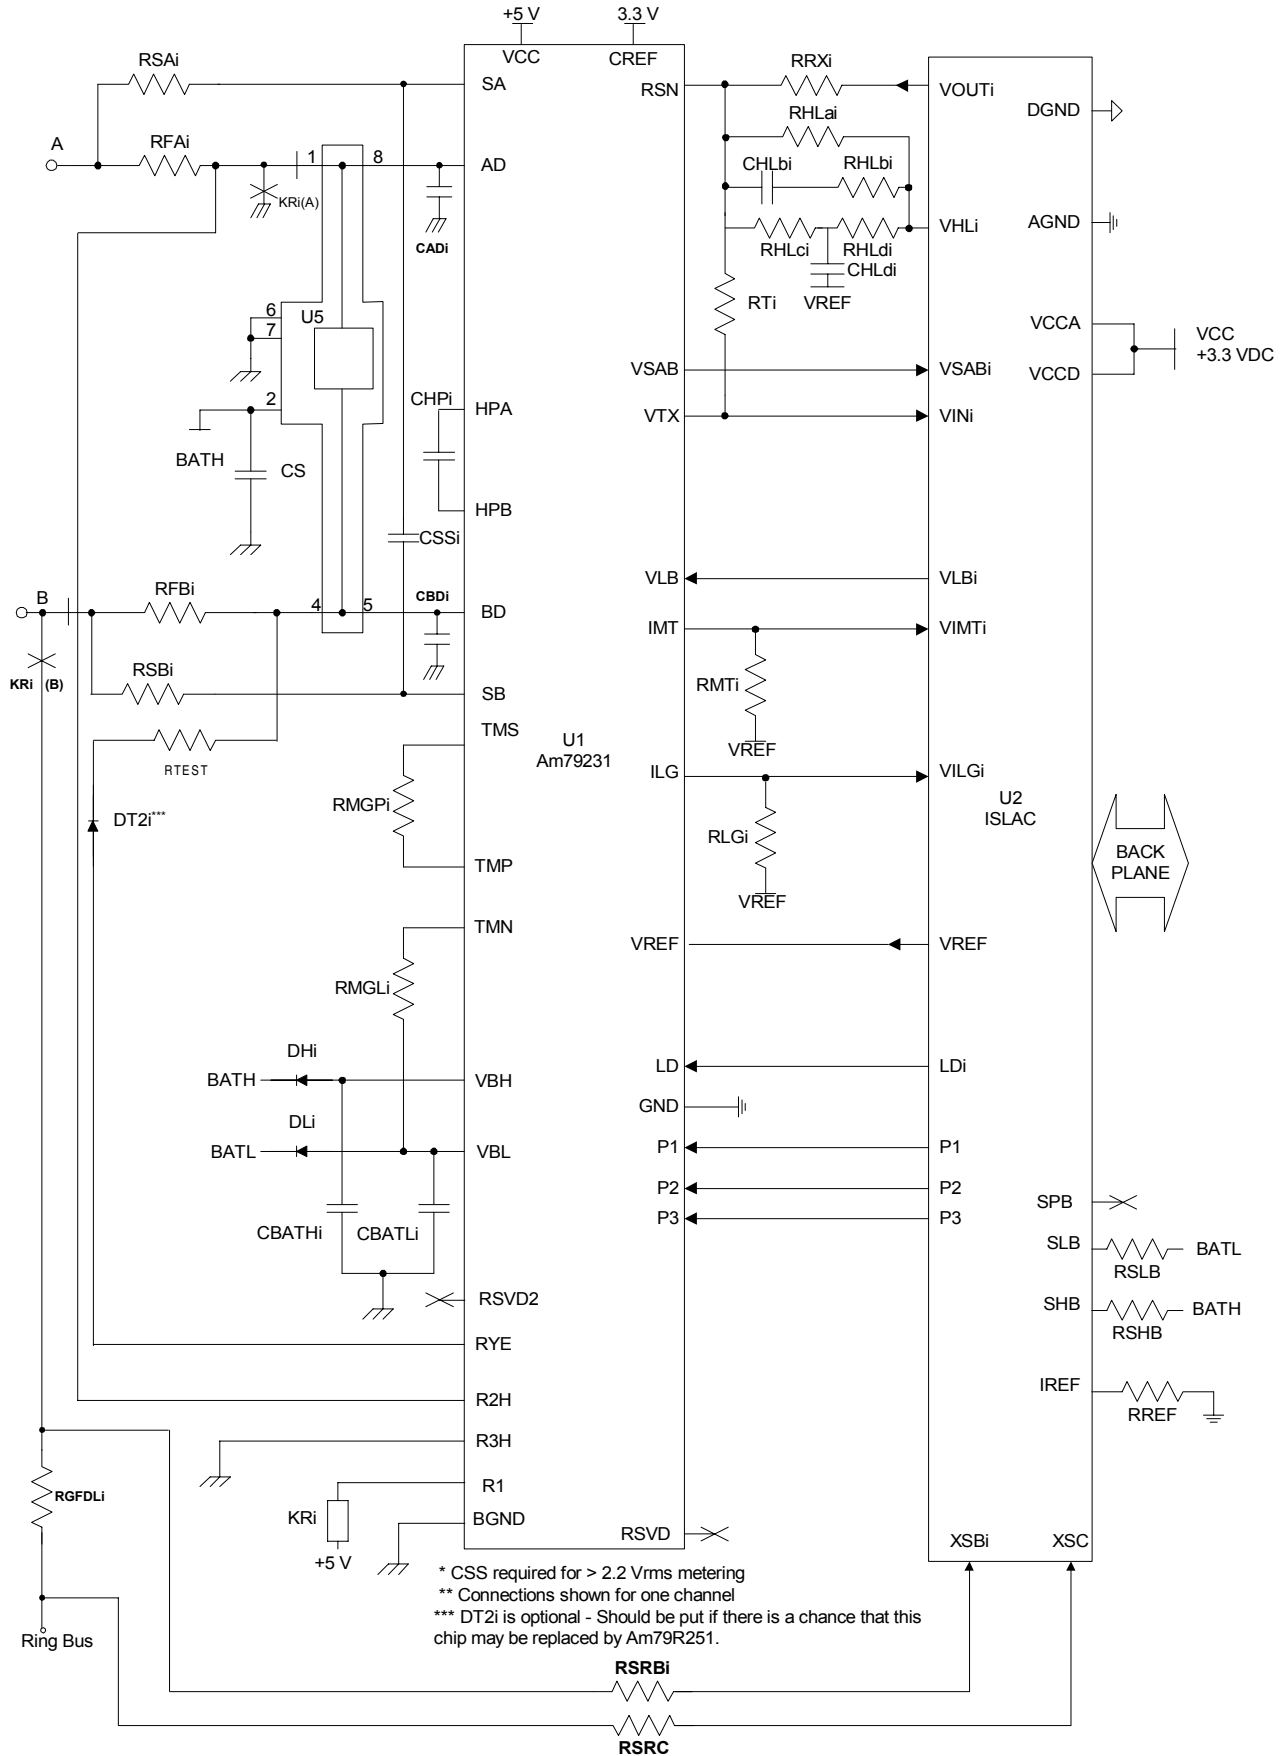 +5 V
3.3 V
VCC
CREF
RSAi
SA
RSN
RRXi
VOUTi
DGND
RHLai
A
RFAi
1
8
AD
CHLbi
RHLbi
KRi(A)
CADi
RHLci
RHLdi
VHLi
AGND
CHLdi
VREF
RTi
6
7
U5
VCCA
VCC
+3.3 VDC
VCCD
VSAB
VSABi
2
CHPi
HPA
VTX
VINi
BATH
CS
HPB
CSSi
VLB
VLBi
B
RFBi
4
5
CBDi
BD
IMT
VIMTi
KRi (B)
RSBi
SB
RMTi
TMS
U1
Am79231
VREF
RTEST
ILG
VILGi
U2
ISLAC
DT2i***
RMGPi
RLGi
BACK
PLANE
TMP
VREF
TMN
VREF
VREF
RMGLi
DHi
BATH
VBH
LD
LDi
GND
DLi
BATL
VBL
P1
P1
P2
P2
P3
P3
SPB
CBATHi
CBATLi
SLB
BATL
RSLB
RSVD2
SHB
BATH
RSHB
RYE
IREF
RREF
R2H
R3H
RGFDLi
R1
KRi
BGND
RSVD
XSBi
XSC
+5 V
* CSS required for > 2.2 Vrms metering
** Connections shown for one channel
*** DT2i is optional - Should be put if there is a chance that this
chip may be replaced by Am79R251.
Ring Bus
RSRBi
RSRC